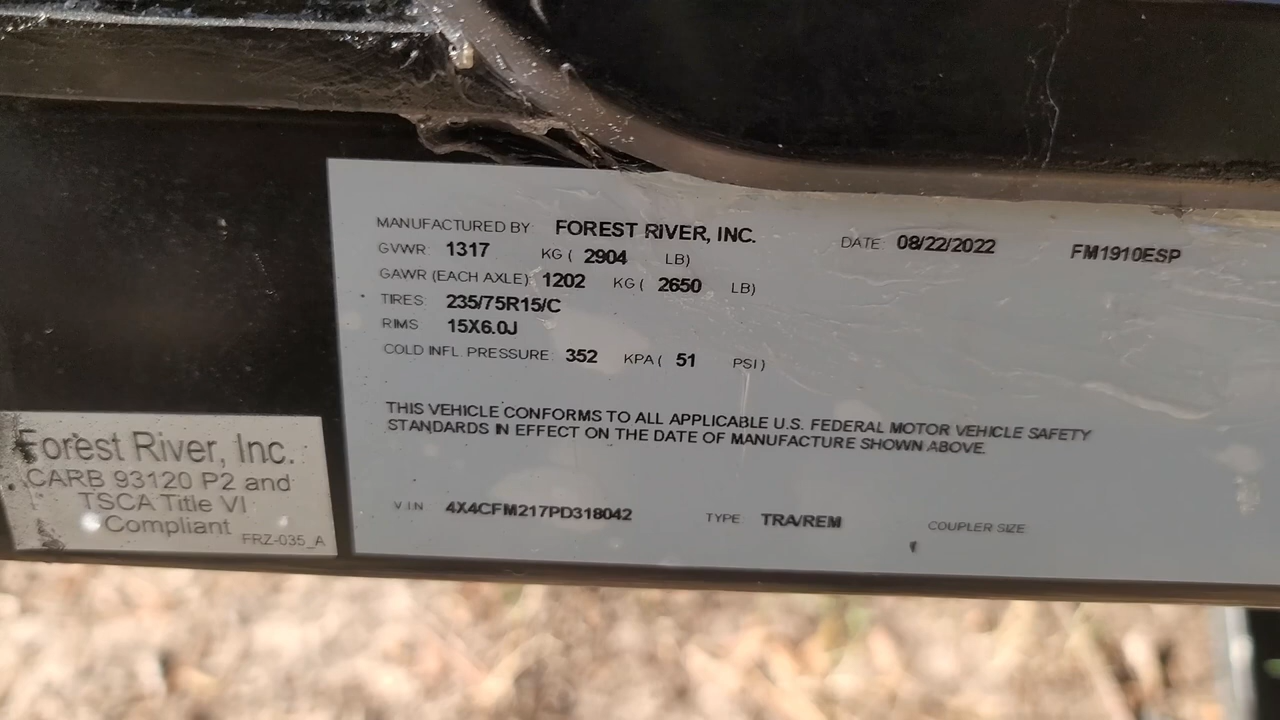 MANUFACTURED BY: FOREST RIVER, INC. DATE: 08/22/2022 FM1910ESP
GVWR: 1317 KG ( 2904 LB)
GAWR (EACH AXLE): 1202 KG ( 2650 LB)
TIRES: 235/75R15/C
RIMS 15X6.0J
COLD INFL. PRESSURE: 352 KPA ( 51 PSI )
THIS VEHICLE CONFORMS TO ALL APPLICABLE U.S. FEDERAL MOTOR VEHICLE SAFETY
STANDARDS IN EFFECT ON THE DATE OF MANUFACTURE SHOWN ABOVE.
V.I.N 4X4CFM217PD318042 TYPE TRA/REM COUPLER SIZE
Forest River, Inc.
CARB 93120 P2 and
TSCA Title VI
Compliant
FRZ-035_A